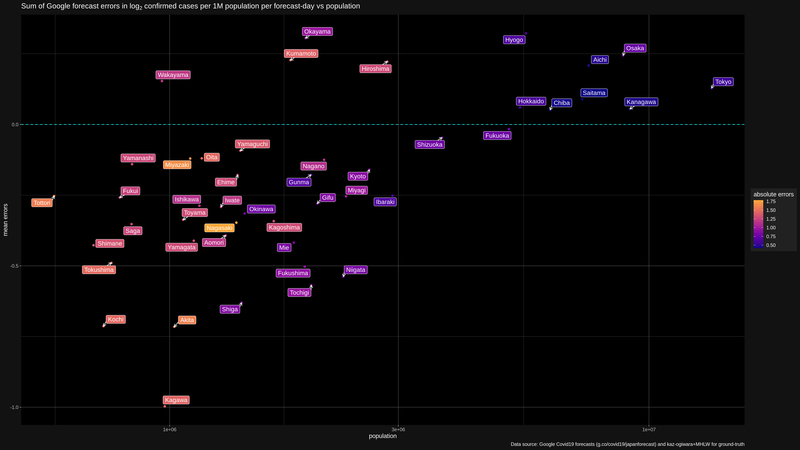 Sum of Google forecast errors in log2 confirmed cases per 1M population per forecast-day vs population
Okayama
Hyogo
Osaka
Kumamoto
Aichi
Hiroshima
Wakayama
Tokyo
Saitama
Hokkaido
Chiba
Kanagawa
0.0
Fukuoka
Shizuoka
Yamaguchi
Yamanashi
Oita
Miyazaki
Nagano
Kyoto
Ehime
Gunma
Fukui
Miyagi
absolute errors
Tottori
Ishikawa
Iwate
Gifu
Ibaraki
1.75
1.50
1.25
1.00
0.75
0.50
Toyama
Okinawa
mean errors
Saga
Nagasaki
Kagoshima
Shimane
Yamagata
Aomori
Mie
-0.5
Tokushima
Fukushima
Niigata
Tochigi
Shiga
Kochi
Akita
Kagawa
-1.0
1e+06
3e+06
1e+07
population
Data source: Google Covid19 forecasts (g.co/covid19/japanforecast) and kaz-ogiwara+MHLW for ground-truth